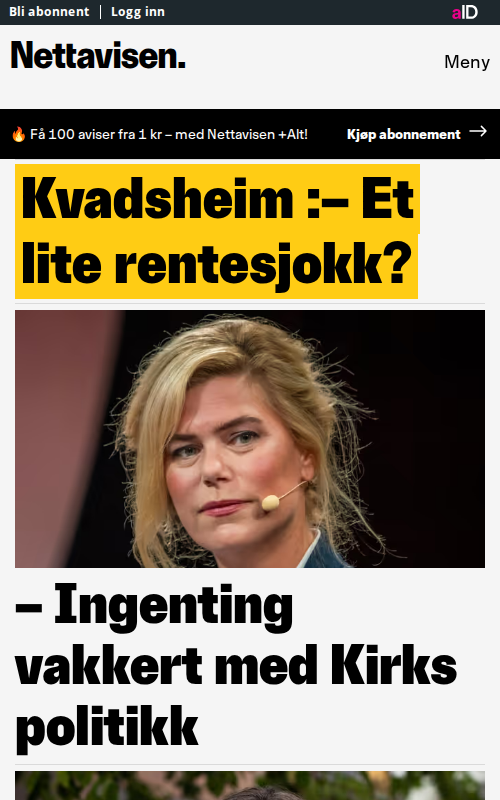 Bli abonnent | Logg inn
aID
Nettavisen.
Meny
🔥 Få 100 aviser fra 1 kr – med Nettavisen +Alt!
Kjøp abonnement →
Kvadsheim :– Et
lite rentesjokk?
– Ingenting
vakkert med Kirks
politikk